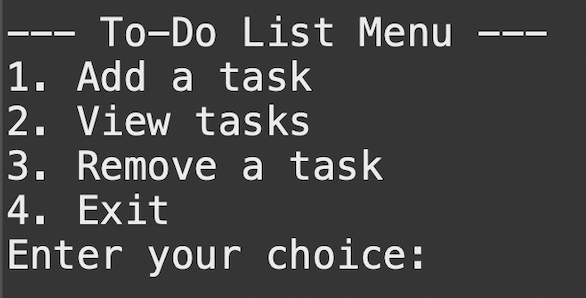 --- To-Do List Menu ---
1. Add a task
2. View tasks
3. Remove a task
4. Exit
Enter your choice: